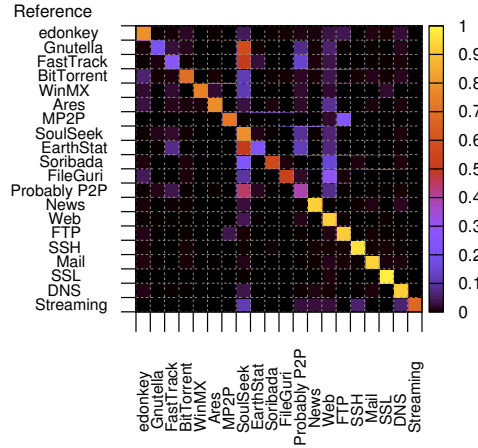 Reference
edonkey
Gnutella
FastTrack
BitTorrent
WinMX
Ares
MP2P
SoulSeek
EarthStat
Soribada
FileGuri
Probably P2P
News
Web
FTP
SSH
Mail
SSL
DNS
Streaming
1
0.9
0.8
0.7
0.6
0.5
0.4
0.3
0.2
0.1
0
edonkey
Gnutella
FastTrack
BitTorrent
WinMX
Ares
MP2P
SoulSeek
EarthStat
Soribada
FileGuri
Probably P2P
News
Web
FTP
SSH
Mail
SSL
DNS
Streaming